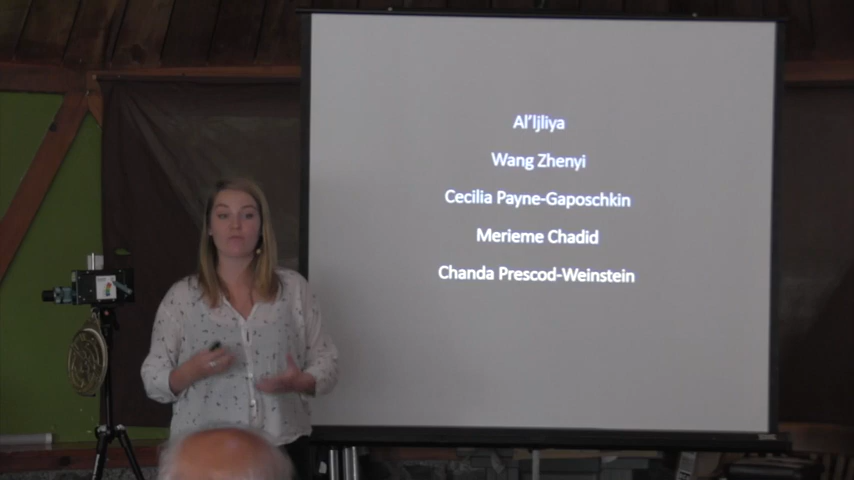 Al'Ijliya
Wang Zhenyi
Cecilia Payne-Gaposchkin
Merieme Chadid
Chanda Prescod-Weinstein